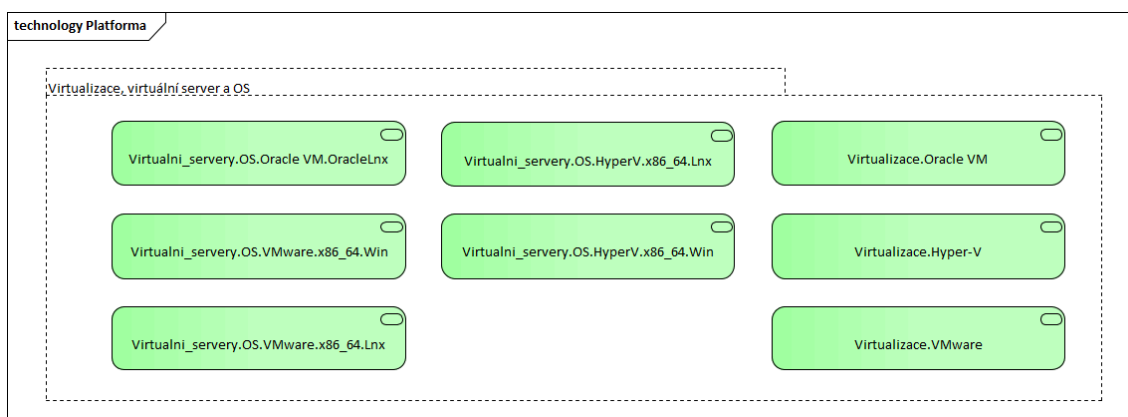 technology Platforma
Virtualizace, virtuální server a OS
Virtualni_servery.OS.Oracle VM.OracleLnx
Virtualni_servery.OS.HyperV.x86_64.Lnx
Virtualizace.Oracle VM
Virtualni_servery.OS.VMware.x86_64.Win
Virtualni_servery.OS.HyperV.x86_64.Win
Virtualizace.Hyper-V
Virtualni_servery.OS.VMware.x86_64.Lnx
Virtualizace.VMware